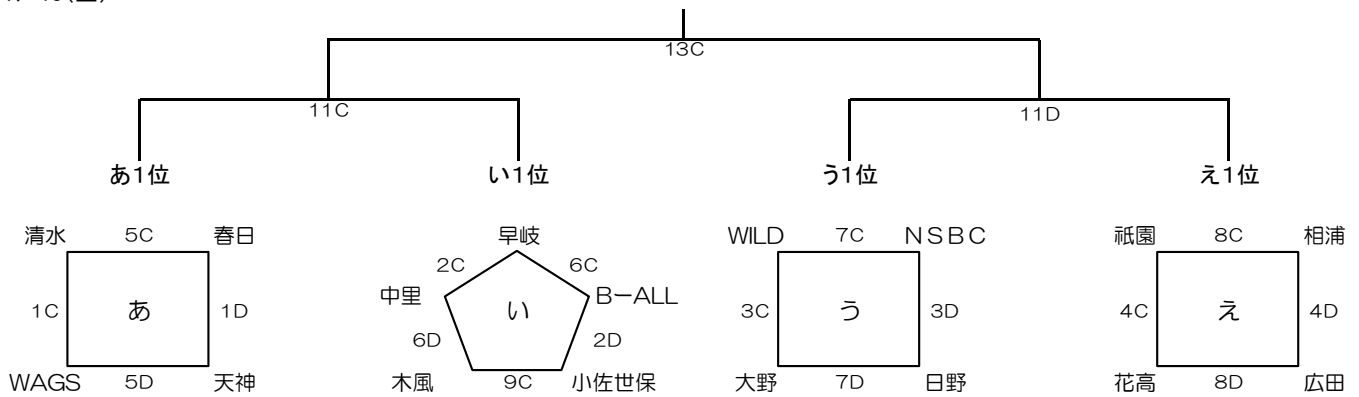 13C
11C 11D
あ1位 い1位 う1位 え1位
清水 5C 春日 早岐 WILD 7C NSBC 祇園 8C 相浦
2C 6C
中里 B-ALL
1C あ 1D い 3C う 3D 4C え 4D
6D 2D
WAGS 5D 天神 木風 9C 小佐世保 大野 7D 日野 花高 8D 広田